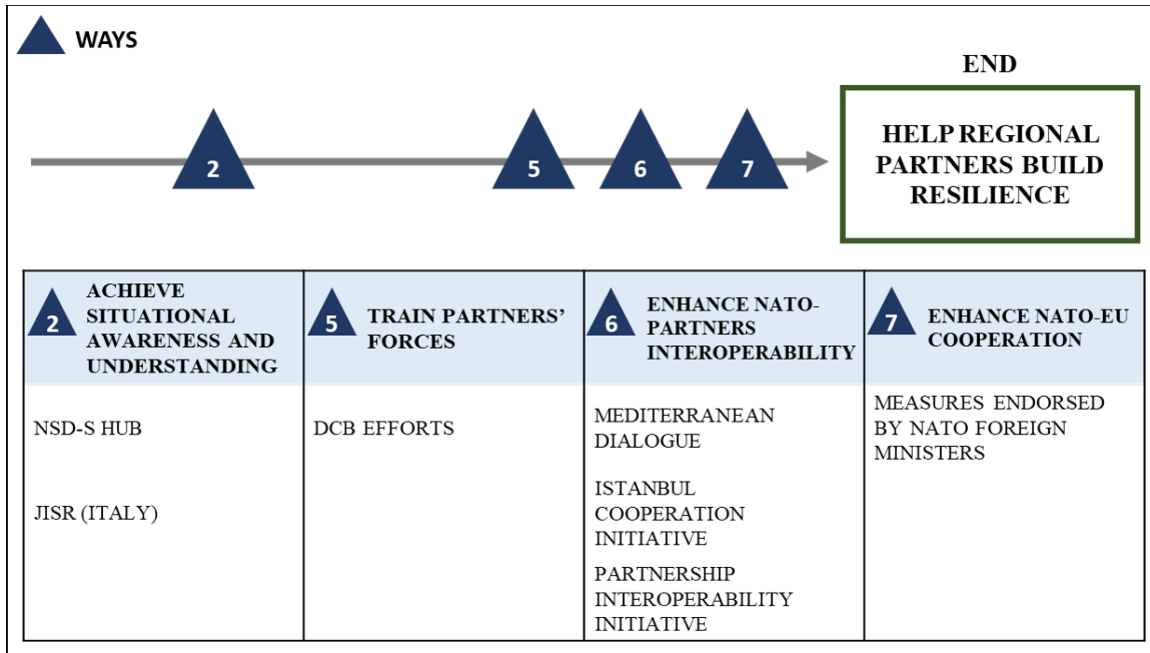 WAYS
END
2
5
6
7
HELP REGIONAL
PARTNERS BUILD
RESILIENCE
2
ACHIEVE
SITUATIONAL
AWARENESS AND
UNDERSTANDING
5
TRAIN PARTNERS’
FORCES
6
ENHANCE NATO-
PARTNERS
INTEROPERABILITY
7
ENHANCE NATO-EU
COOPERATION
NSD-S HUB
JISR (ITALY)
DCB EFFORTS
MEDITERRANEAN
DIALOGUE
ISTANBUL
COOPERATION
INITIATIVE
PARTNERSHIP
INTEROPERABILITY
INITIATIVE
MEASURES ENDORSED
BY NATO FOREIGN
MINISTERS